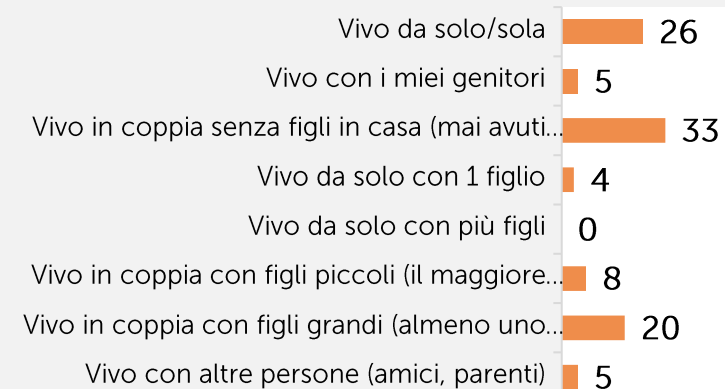 Vivo da solo/sola 26
Vivo con i miei genitori 5
Vivo in coppia senza figli in casa (mai avuti... 33
Vivo da solo con 1 figlio 4
Vivo da solo con più figli 0
Vivo in coppia con figli piccoli (il maggiore... 8
Vivo in coppia con figli grandi (almeno uno... 20
Vivo con altre persone (amici, parenti) 5